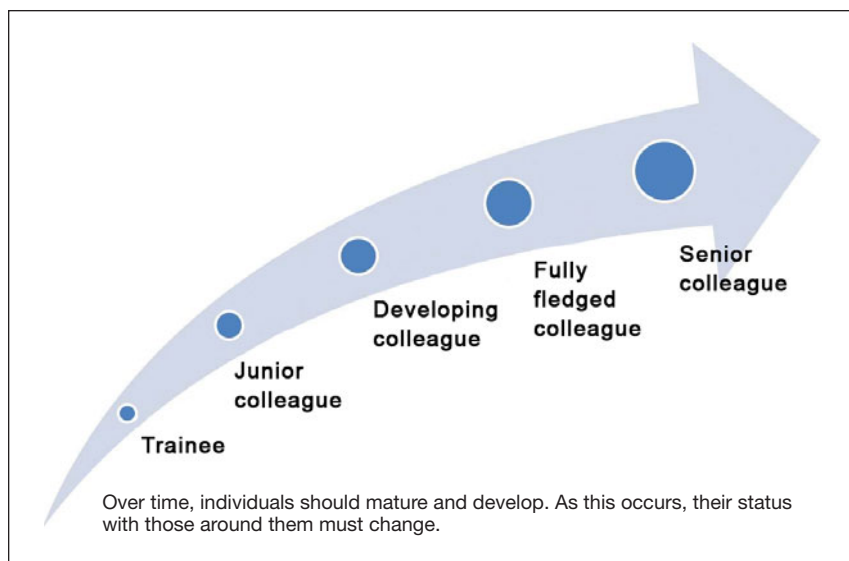 Trainee
Junior
colleague
Developing
colleague
Fully
fledged
colleague
Senior
colleague
Over time, individuals should mature and develop. As this occurs, their status
with those around them must change.